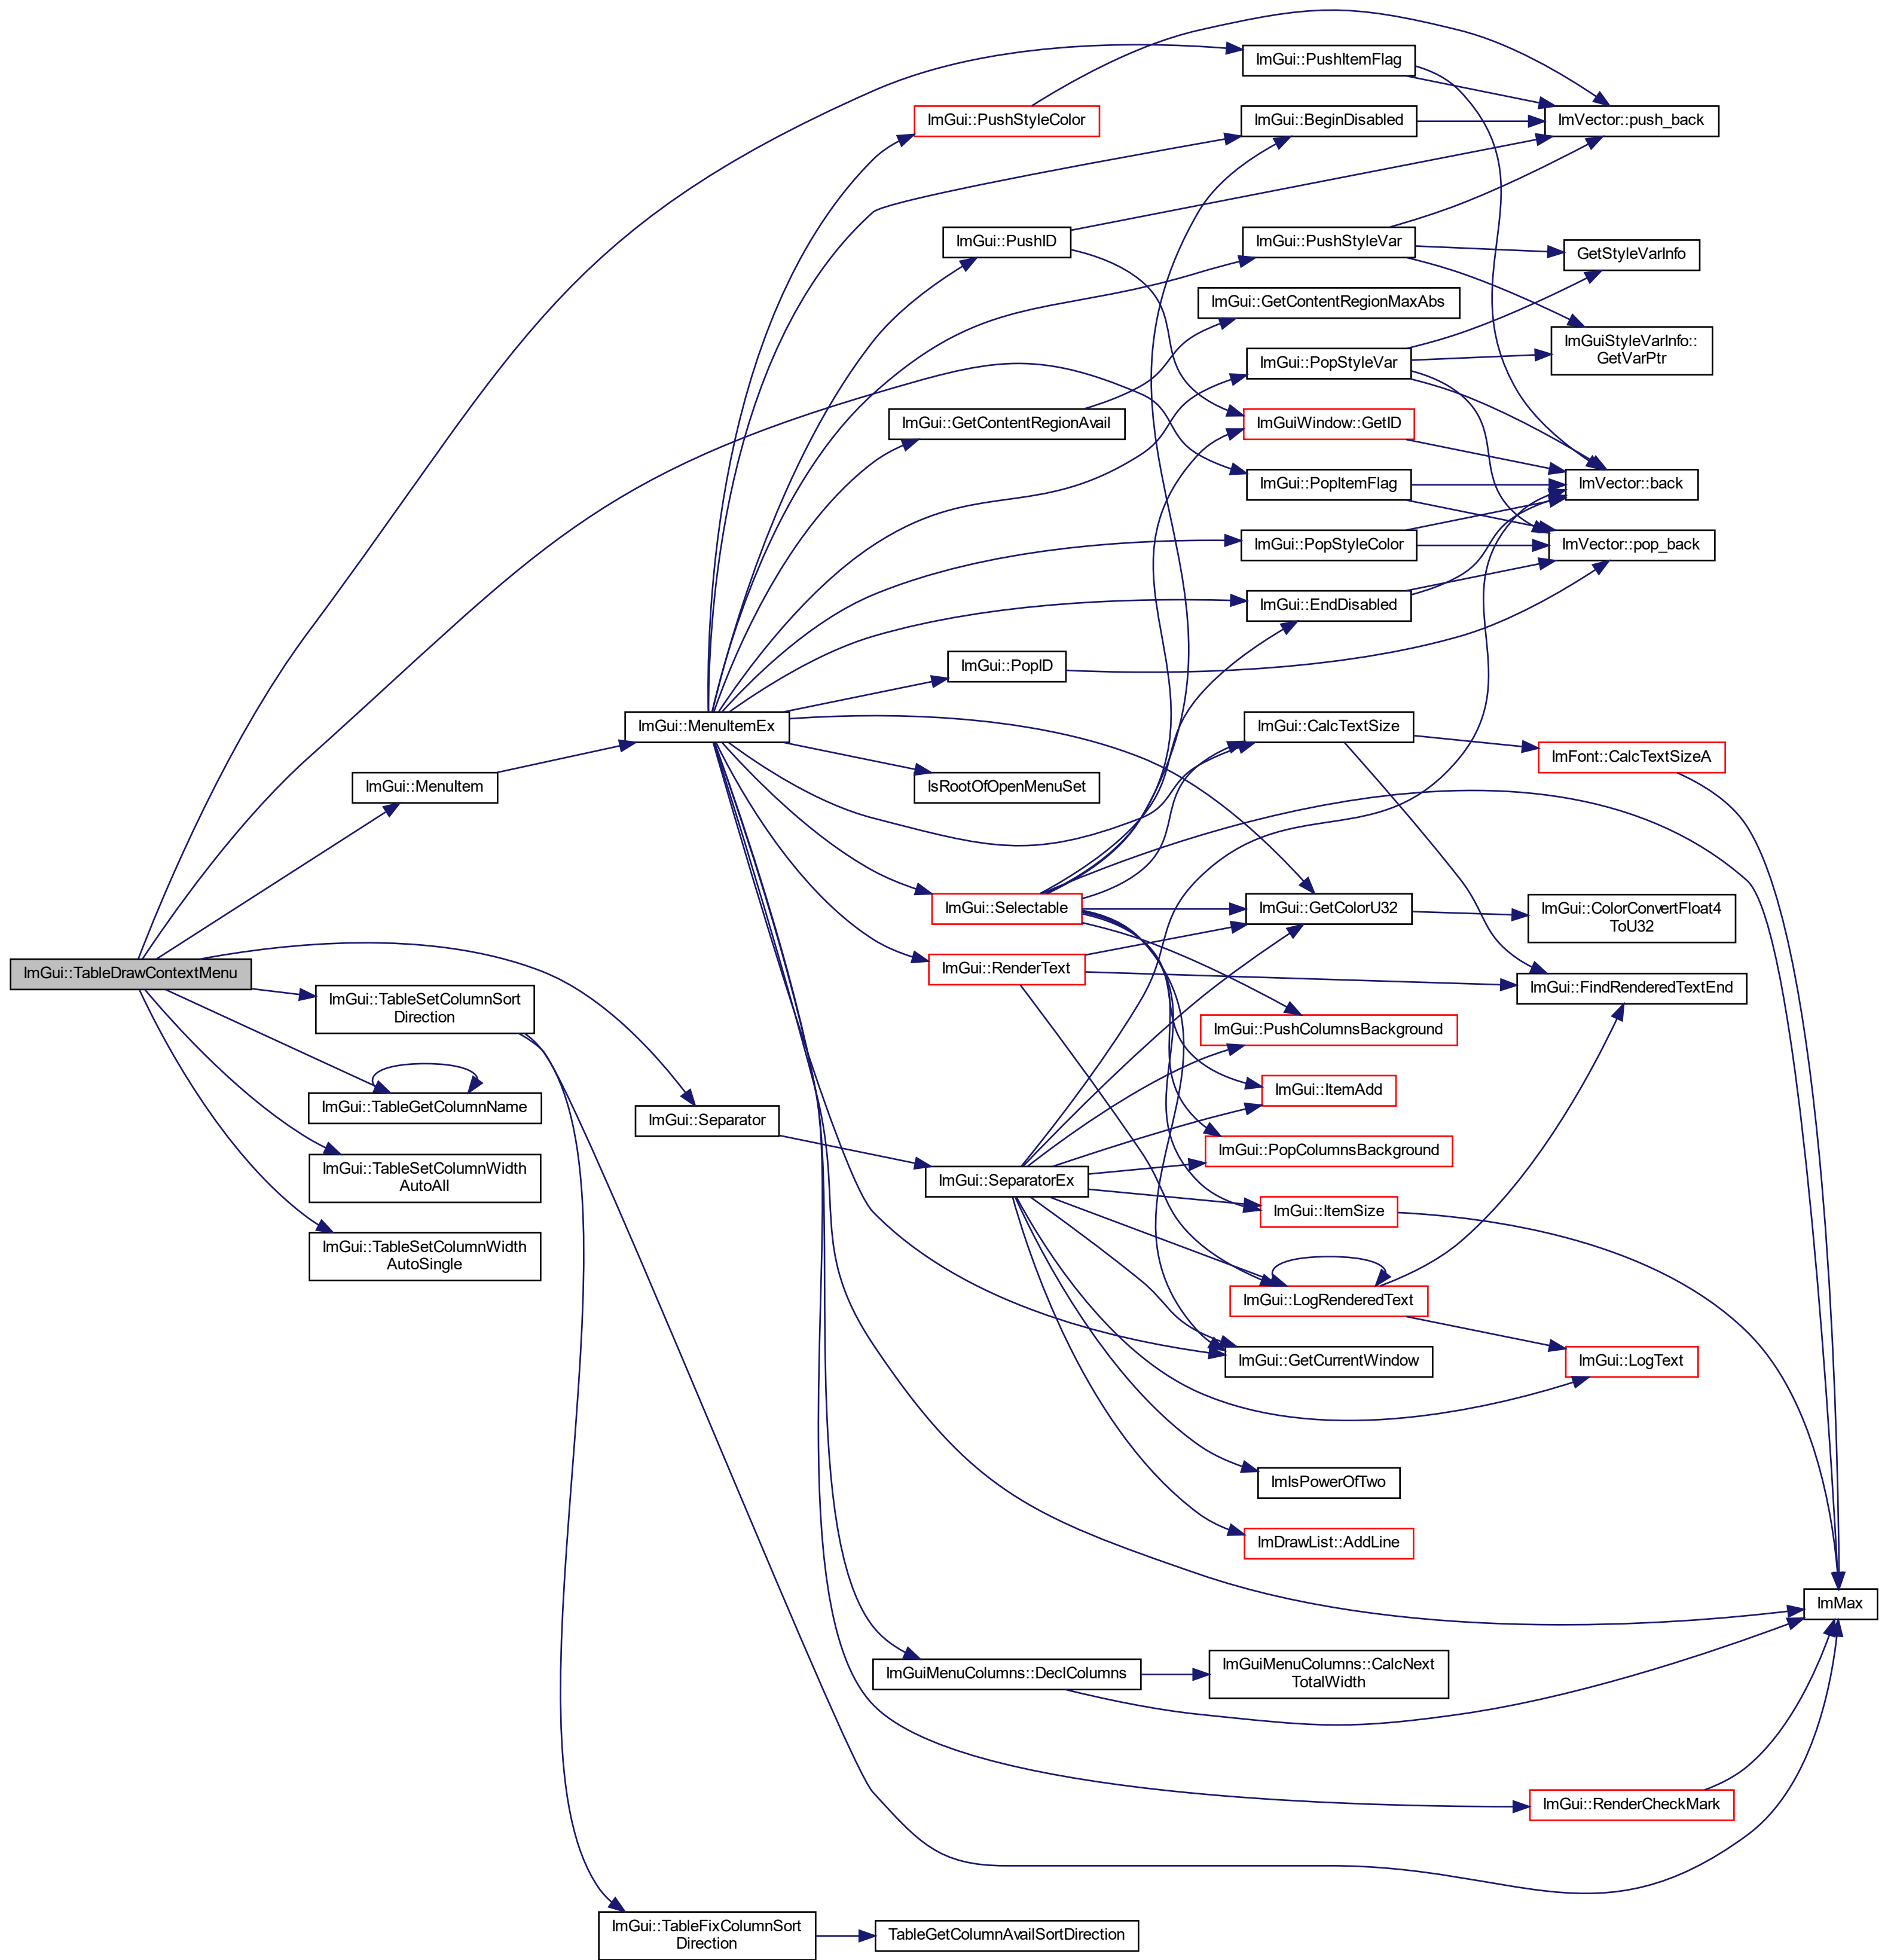 ImGui::PushItemFlag
ImGui::PushStyleColor
ImGui::BeginDisabled
ImVector::push_back
ImGui::PushID
ImGui::PushStyleVar
GetStyleVarInfo
ImGui::GetContentRegionMaxAbs
ImGuiStyleVarInfo::
GetVarPtr
ImGui::PopStyleVar
ImGui::GetContentRegionAvail
ImGuiWindow::GetID
ImGui::PopItemFlag
ImVector::back
ImGui::PopStyleColor
ImVector::pop_back
ImGui::EndDisabled
ImGui::PopID
ImGui::MenuItemEx
ImGui::CalcTextSize
ImFont::CalcTextSizeA
ImGui::MenuItem
IsRootOfOpenMenuSet
ImGui::Selectable
ImGui::GetColorU32
ImGui::ColorConvertFloat4
ToU32
ImGui::TableDrawContextMenu
ImGui::RenderText
ImGui::FindRenderedTextEnd
ImGui::TableSetColumnSort
Direction
ImGui::PushColumnsBackground
ImGui::ItemAdd
ImGui::TableGetColumnName
ImGui::Separator
ImGui::PopColumnsBackground
ImGui::TableSetColumnWidth
AutoAll
ImGui::SeparatorEx
ImGui::ItemSize
ImGui::TableSetColumnWidth
AutoSingle
ImGui::LogRenderedText
ImGui::GetCurrentWindow
ImGui::LogText
ImIsPowerOfTwo
ImDrawList::AddLine
ImMax
ImGuiMenuColumns::DeclColumns
ImGuiMenuColumns::CalcNext
TotalWidth
ImGui::RenderCheckMark
ImGui::TableFixColumnSort
Direction
TableGetColumnAvailSortDirection